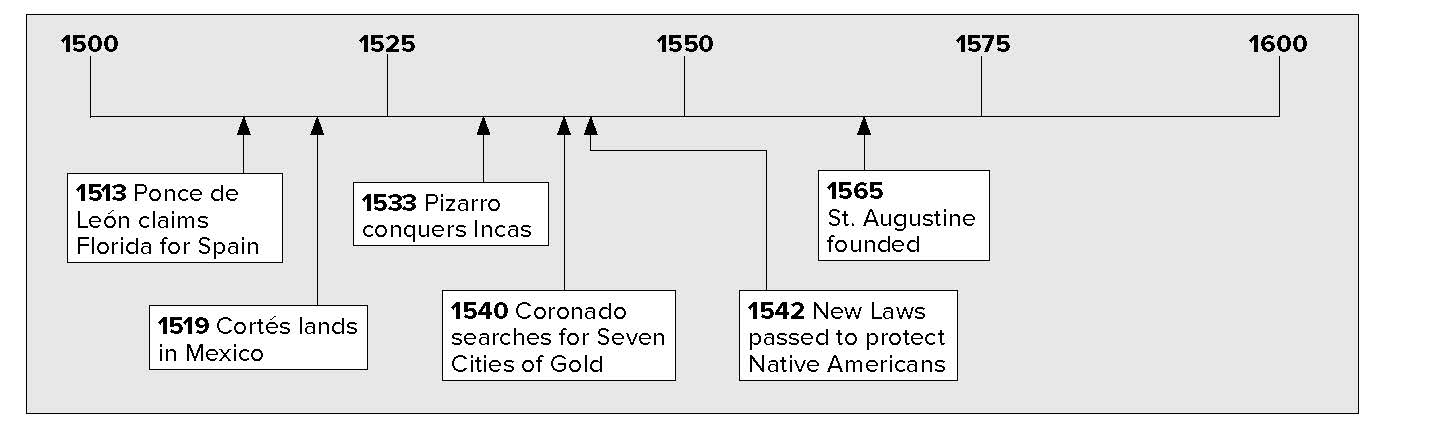 1500 1525 1550 1575 1600
1513 Ponce de
León claims
Florida for Spain
1519 Cortés lands
in Mexico
1533 Pizarro
conquers Incas
1540 Coronado
searches for Seven
Cities of Gold
1542 New Laws
passed to protect
Native Americans
1565
St. Augustine
founded